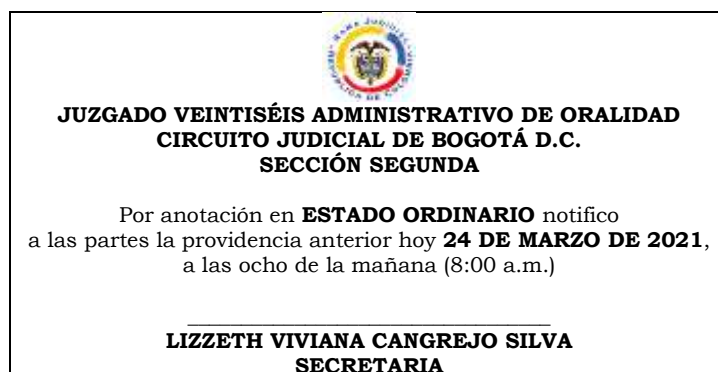 JUZGADO VEINTISÉIS ADMINISTRATIVO DE ORALIDAD
CIRCUITO JUDICIAL DE BOGOTÁ D.C.
SECCIÓN SEGUNDA
Por anotación en ESTADO ORDINARIO notifico
a las partes la providencia anterior hoy 24 DE MARZO DE 2021,
a las ocho de la mañana (8:00 a.m.)
LIZZETH VIVIANA CANGREJO SILVA
SECRETARIA